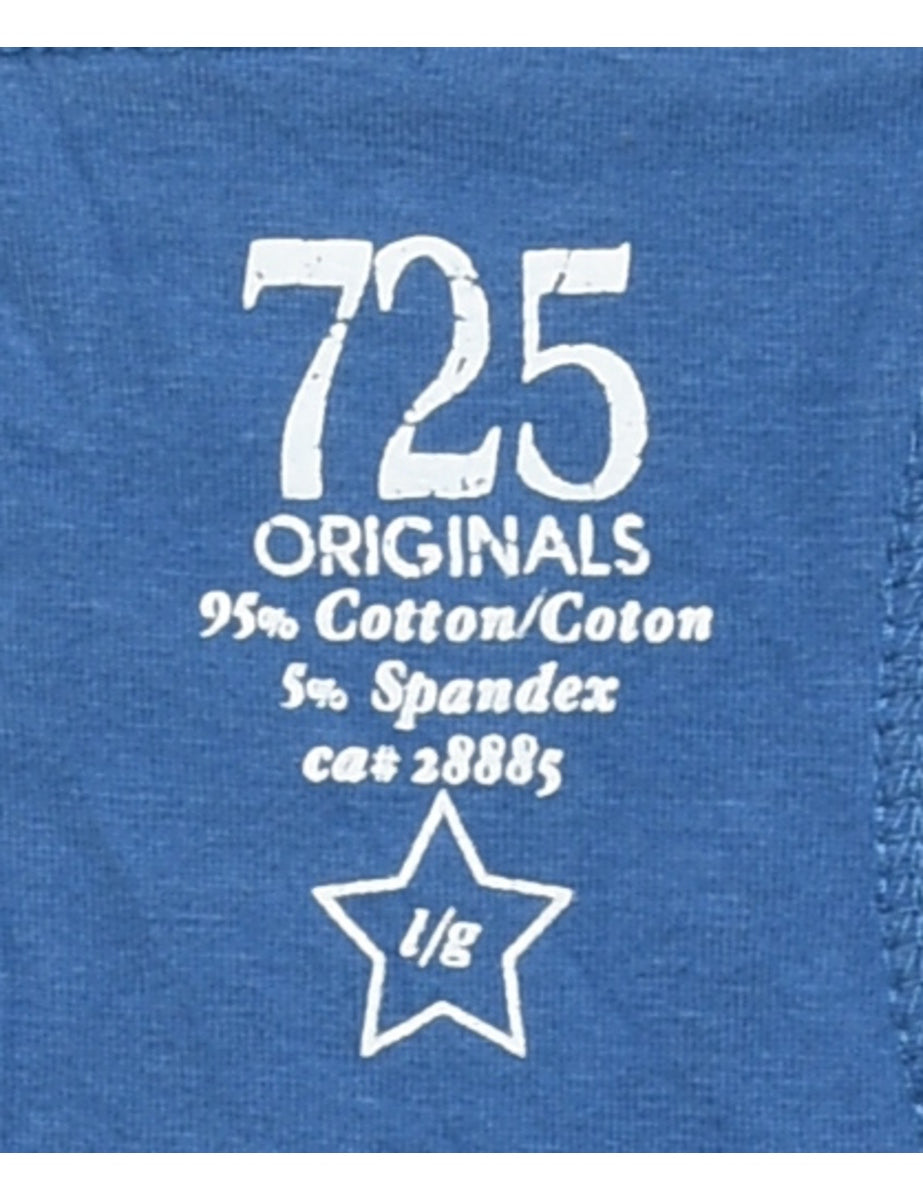 725
ORIGINALS
95% Cotton/Coton
5% Spandex
ca# 28885
l/g